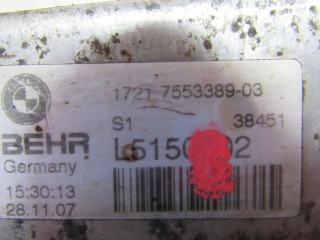 1721 7553389-03
S1 38451
BEHR
Germany
15:30:13
28.11.07